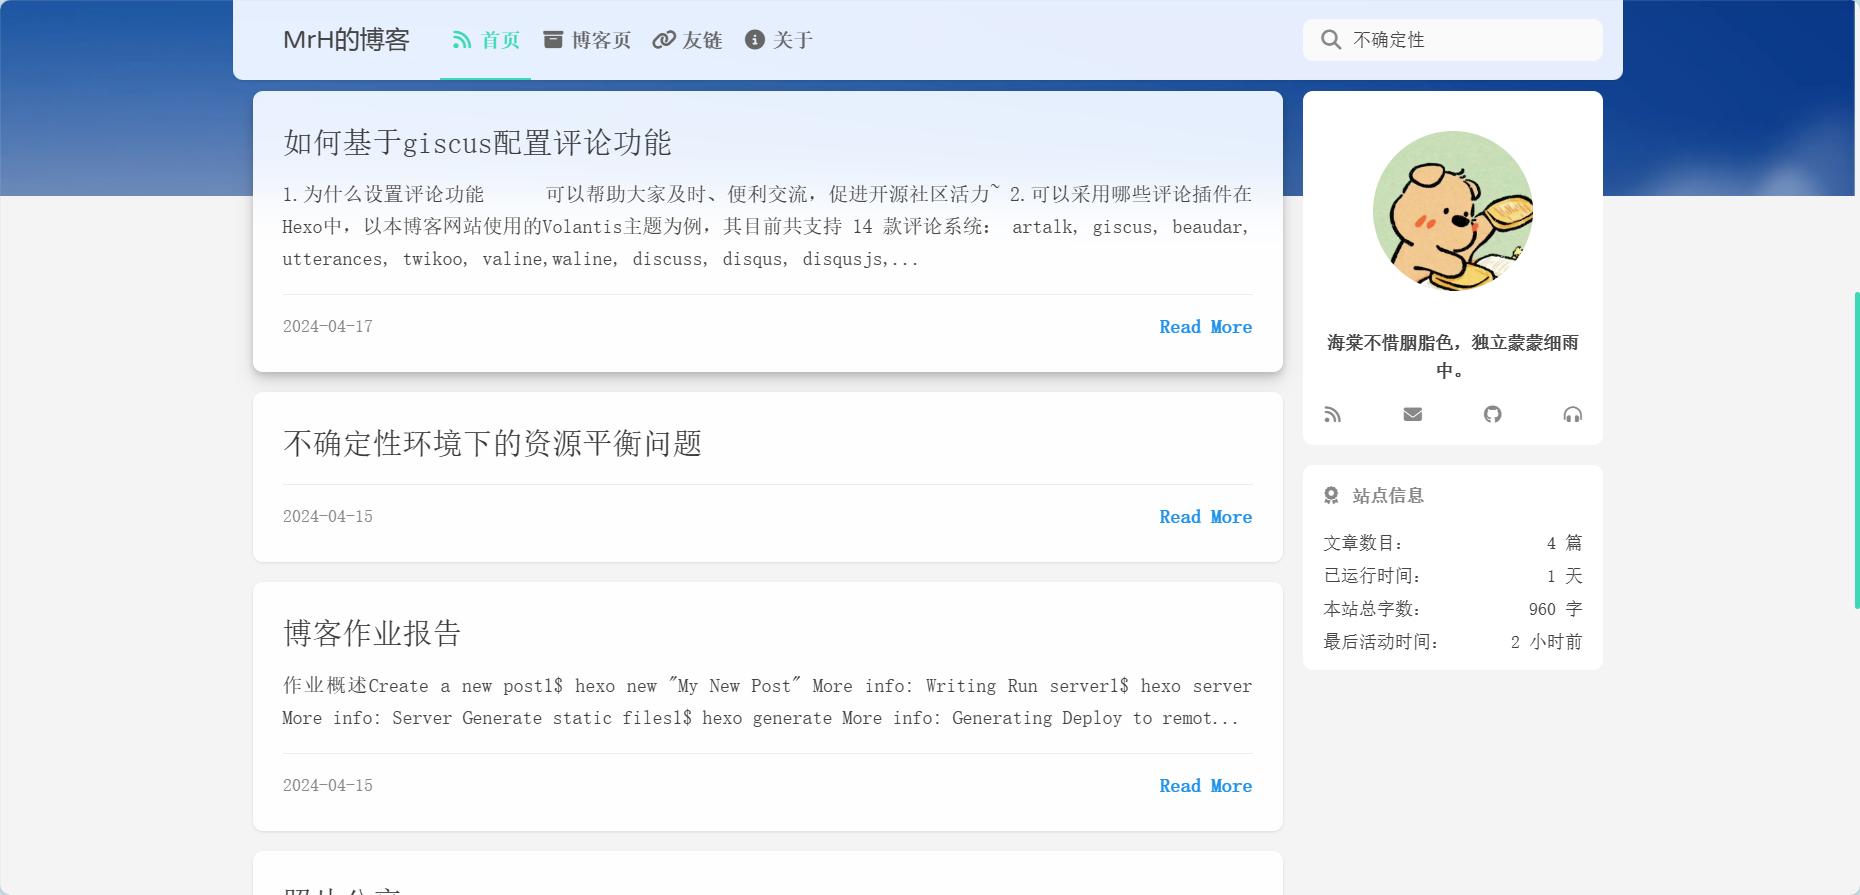 MrH的博客
首页
博客页
友链
关于
不确定性
如何基于giscus配置评论功能
1.为什么设置评论功能 可以帮助大家及时、便利交流，促进开源社区活力~ 2.可以采用哪些评论插件在
Hexo中，以本博客网站使用的Volantis主题为例，其目前共支持 14 款评论系统： artalk, giscus, beaudar,
utterances, twikoo, valine,waline, discuss, disqus, disqusjs,...
2024-04-17
Read More
不确定性环境下的资源平衡问题
2024-04-15
Read More
博客作业报告
作业概述Create a new post1$ hexo new "My New Post" More info: Writing Run server1$ hexo server
More info: Server Generate static files1$ hexo generate More info: Generating Deploy to remot...
2024-04-15
Read More
海棠不惜胭脂色，独立蒙蒙细雨
中。
站点信息
文章数目： 4 篇
已运行时间： 1 天
本站总字数： 960 字
最后活动时间： 2 小时前